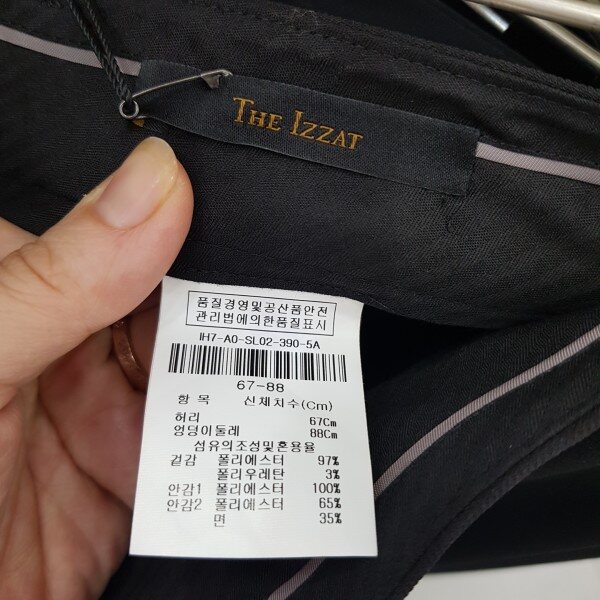 THE IZZAT
품질경영및공산품안전
관리법에의한품질표시
IH7-A0-SL02-390-5A
67-88
항 목 신체치수(Cm)
허리 67Cm
엉덩이둘레 88Cm
섬유의조성및혼용율
겉감 폴리에스터 97%
폴리우레탄 3%
안감1 폴리에스터 100%
안감2 폴리에스터 65%
면 35%